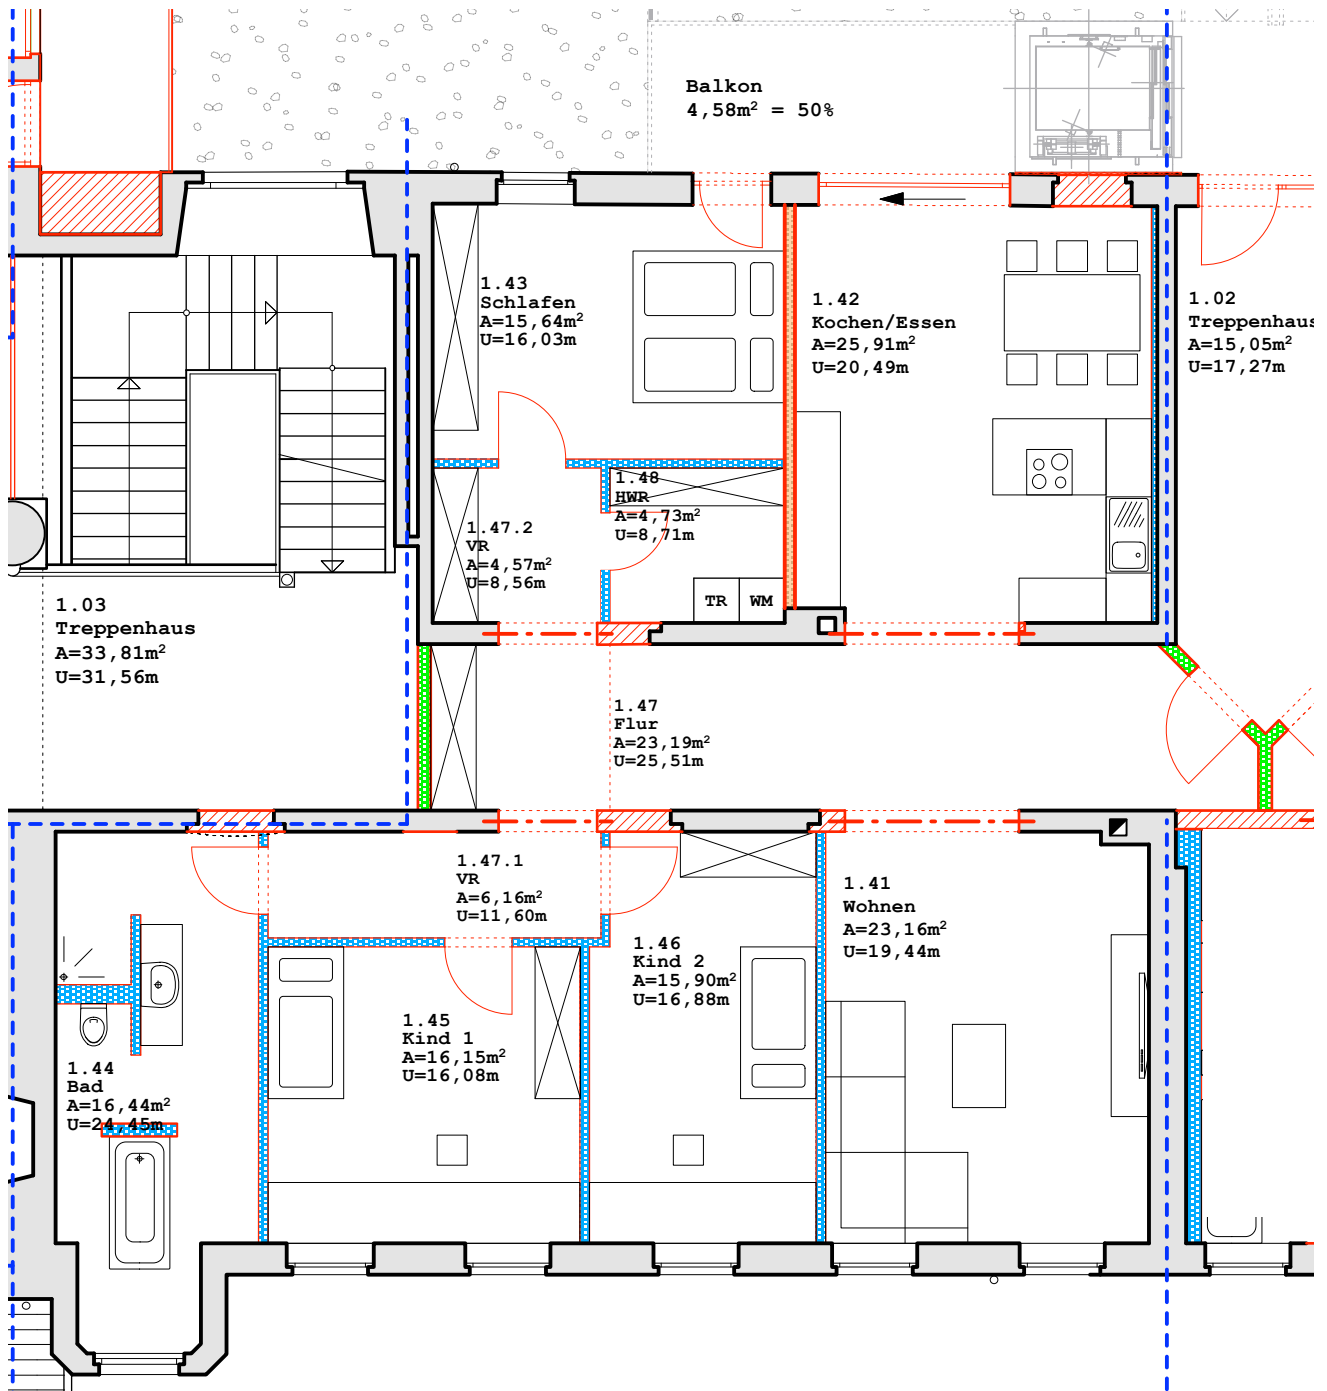 Balkon
4,58m² = 50%
1.43
Schlafen
A=15,64m²
U=16,03m
1.42
Kochen/Essen
A=25,91m²
U=20,49m
1.02
Treppenhaus
A=15,05m²
U=17,27m
1.48
HWR
A=4,73m²
U=8,71m
1.47.2
VR
A=4,57m²
U=8,56m
TR
WM
1.03
Treppenhaus
A=33,81m²
U=31,56m
1.47
Flur
A=23,19m²
U=25,51m
1.47.1
VR
A=6,16m²
U=11,60m
1.41
Wohnen
A=23,16m²
U=19,44m
1.46
Kind 2
A=15,90m²
U=16,88m
1.45
Kind 1
A=16,15m²
U=16,08m
1.44
Bad
A=16,44m²
U=24,45m